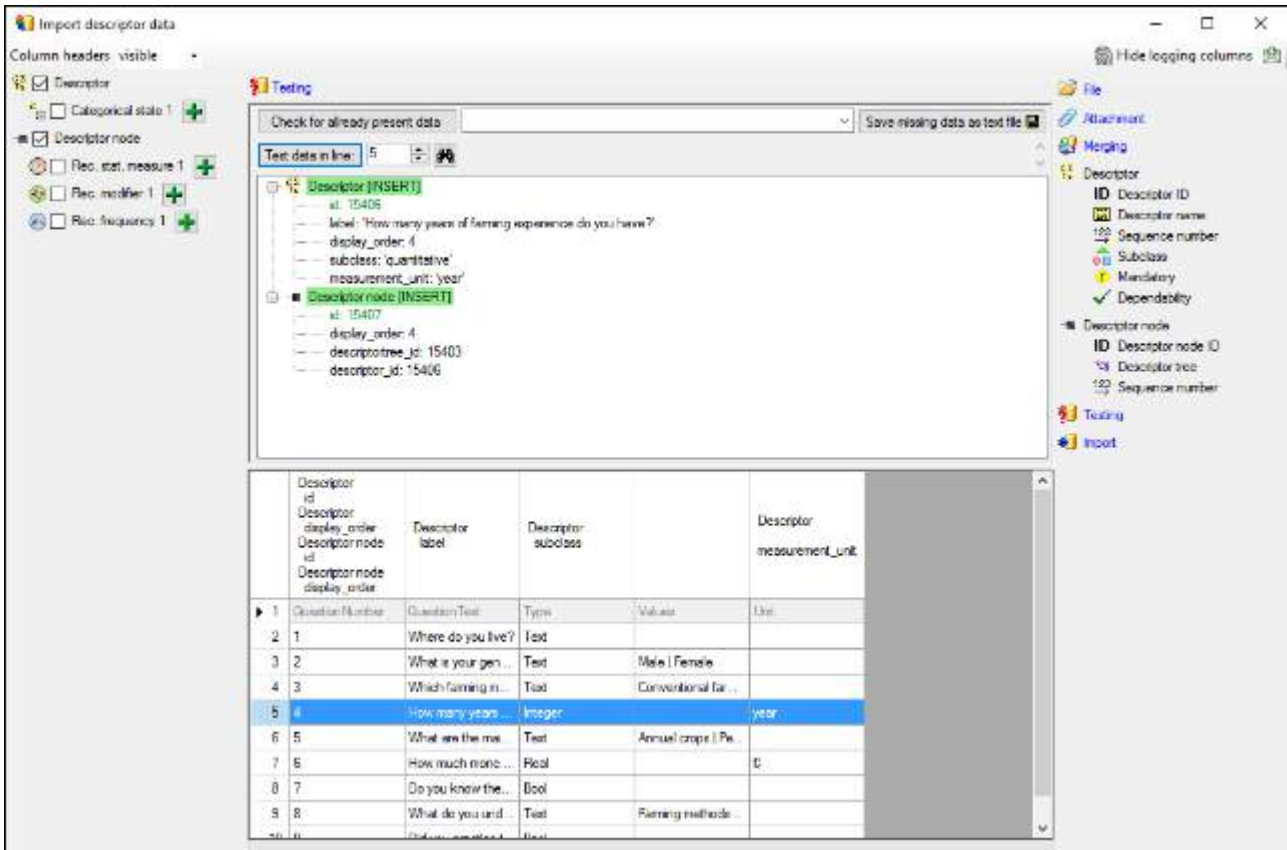 Import descriptor data
Column headers visible
Hide logging columns
Descriptor
Categorical state 1
Descriptor node
Rec. stat. measure 1
Rec. modifier 1
Rec. frequency 1
Testing
Check for already present data
Save missing data as text file
Test data in line: 5
Descriptor [INSERT]
id: 15406
label: 'How many years of farming experience do you have?'
display_order: 4
subclass: 'quantitative'
measurement_unit: 'year'
Descriptor node [INSERT]
id: 15407
display_order: 4
descriptortree_id: 15403
descriptor_id: 15406
File
Attachment
Merging
Descriptor
ID Descriptor ID
Descriptor name
123 Sequence number
Subclass
Mandatory
Dependability
Descriptor node
ID Descriptor node ID
Descriptor tree
123 Sequence number
Testing
Import
Descriptor
id
Descriptor
display_order
Descriptor node
id
Descriptor node
display_order
Descriptor
label
Descriptor
subclass
Descriptor
measurement_unit
1 Question Number Question Text Type Values Unit
2 1 Where do you live? Text
3 2 What is your gen... Text Male | Female
4 3 Which farming m... Text Conventional far...
5 4 How many years ... Integer year
6 5 What are the ma... Text Annual crops | Pe...
7 6 How much mone... Real
8 7 Do you know the... Bool
9 8 What do you und... Text Farming methods ...